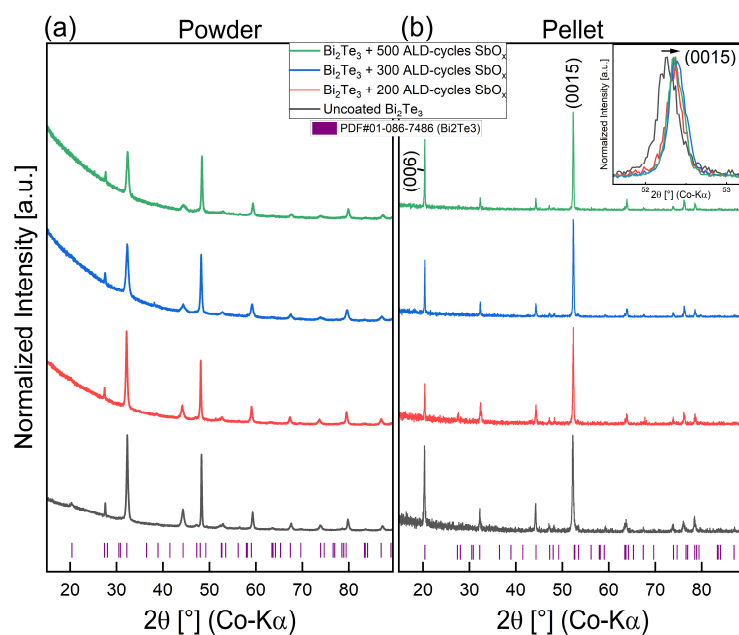 (a)
Powder
(b)
Pellet
Bi₂Te₃ + 500 ALD-cycles SbOₓ
Bi₂Te₃ + 300 ALD-cycles SbOₓ
Bi₂Te₃ + 200 ALD-cycles SbOₓ
Uncoated Bi₂Te₃
PDF#01-086-7486 (Bi2Te3)
Normalized Intensity [a.u.]
20 30 40 50 60 70 80
2θ [°] (Co-Kα)
Normalized Intensity [a.u.]
(006)
(0015)
Normalized Intensity [a.u.]
(0015)
52 53
2θ [°] (Co-Kα)
20 30 40 50 60 70 80
2θ [°] (Co-Kα)